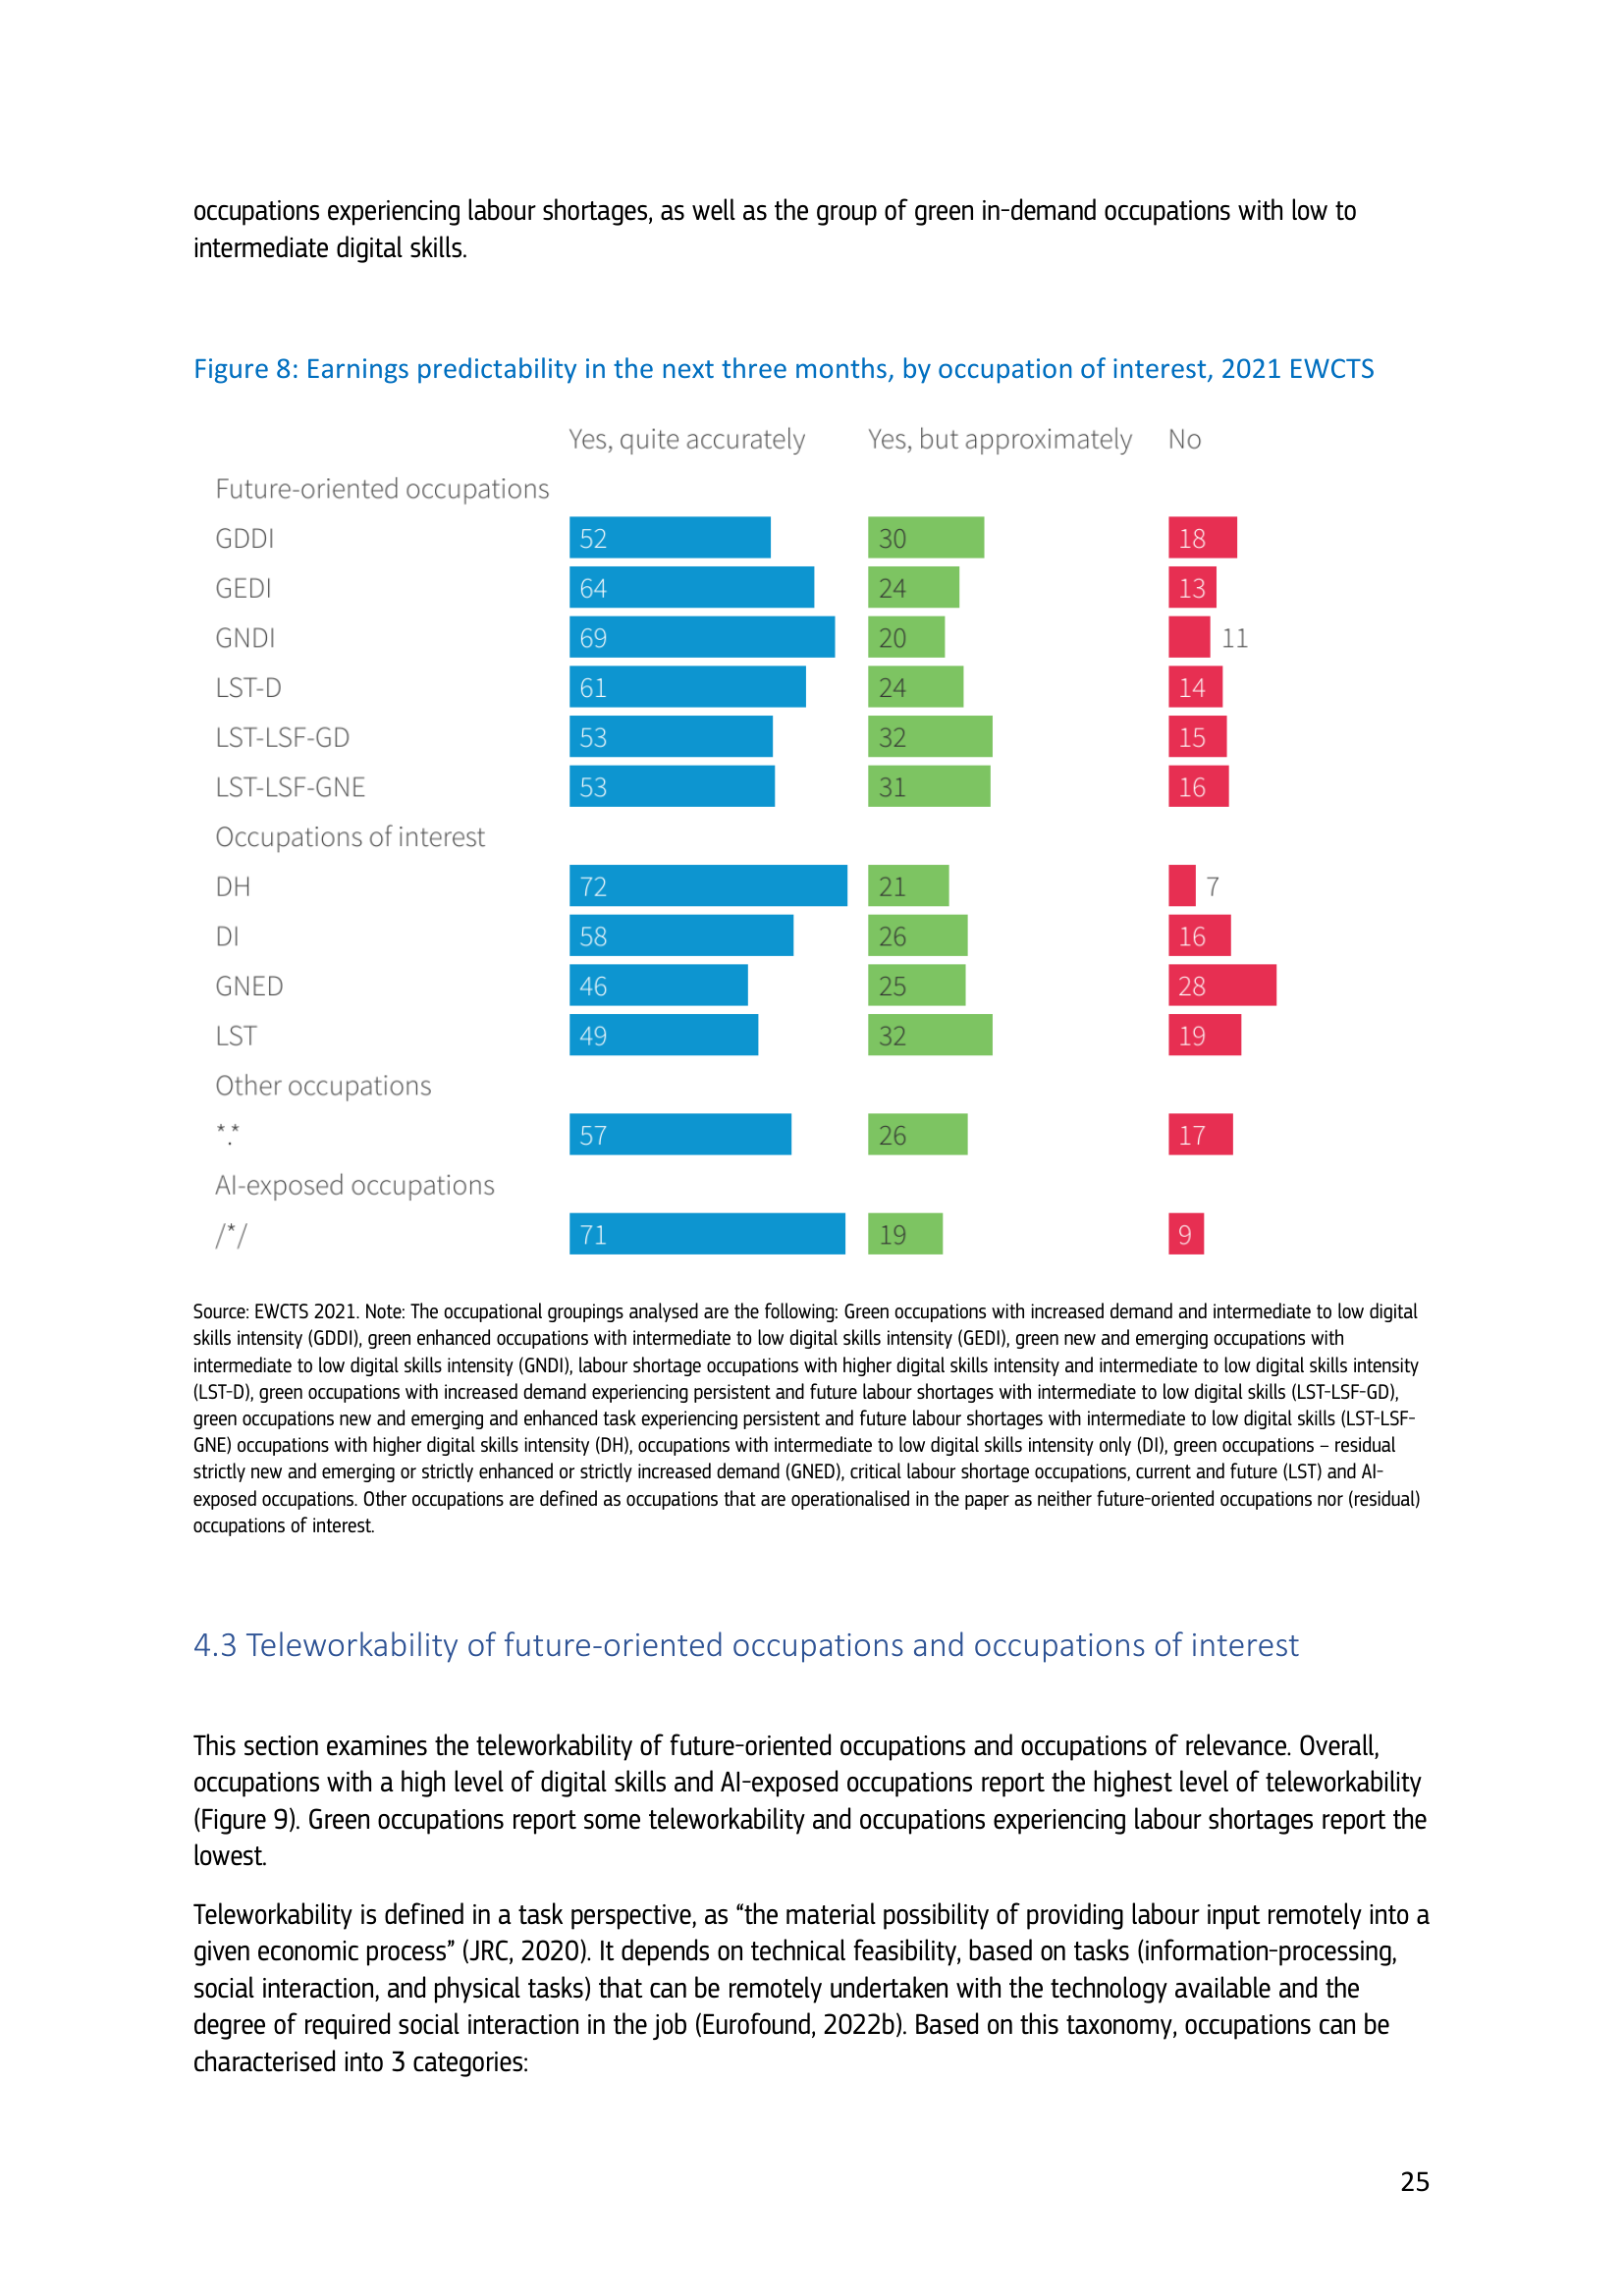 occupations experiencing labour shortages, as well as the group of green in-demand occupations with low to
intermediate digital skills.
Figure 8: Earnings predictability in the next three months, by occupation of interest, 2021 EWCTS
Yes, quite accurately Yes, but approximately No
Future-oriented occupations
GDDI 52 30 18
GEDI 64 24 13
GNDI 69 20 11
LST-D 61 24 14
LST-LSF-GD 53 32 15
LST-LSF-GNE 53 31 16
Occupations of interest
DH 72 21 7
DI 58 26 16
GNED 46 25 28
LST 49 32 19
Other occupations
*.* 57 26 17
AI-exposed occupations
/*/ 71 19 9
Source: EWCTS 2021. Note: The occupational groupings analysed are the following: Green occupations with increased demand and intermediate to low digital
skills intensity (GDDI), green enhanced occupations with intermediate to low digital skills intensity (GEDI), green new and emerging occupations with
intermediate to low digital skills intensity (GNDI), labour shortage occupations with higher digital skills intensity and intermediate to low digital skills intensity
(LST-D), green occupations with increased demand experiencing persistent and future labour shortages with intermediate to low digital skills (LST-LSF-GD),
green occupations new and emerging and enhanced task experiencing persistent and future labour shortages with intermediate to low digital skills (LST-LSF-
GNE) occupations with higher digital skills intensity (DH), occupations with intermediate to low digital skills intensity only (DI), green occupations – residual
strictly new and emerging or strictly enhanced or strictly increased demand (GNED), critical labour shortage occupations, current and future (LST) and AI-
exposed occupations. Other occupations are defined as occupations that are operationalised in the paper as neither future-oriented occupations nor (residual)
occupations of interest.
4.3 Teleworkability of future-oriented occupations and occupations of interest
This section examines the teleworkability of future-oriented occupations and occupations of relevance. Overall,
occupations with a high level of digital skills and AI-exposed occupations report the highest level of teleworkability
(Figure 9). Green occupations report some teleworkability and occupations experiencing labour shortages report the
lowest.
Teleworkability is defined in a task perspective, as “the material possibility of providing labour input remotely into a
given economic process” (JRC, 2020). It depends on technical feasibility, based on tasks (information-processing,
social interaction, and physical tasks) that can be remotely undertaken with the technology available and the
degree of required social interaction in the job (Eurofound, 2022b). Based on this taxonomy, occupations can be
characterised into 3 categories:
25